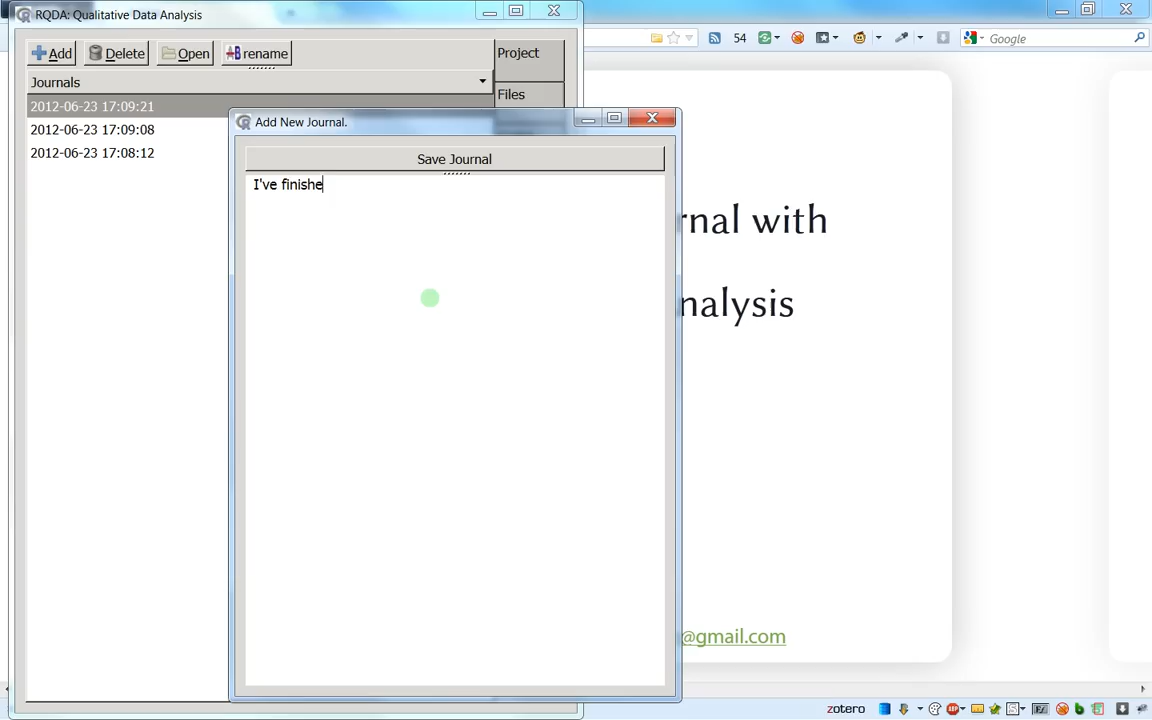 RQDA: Qualitative Data Analysis
Add
Delete
Open
rename
Project
Journals
Files
2012-06-23 17:09:21
2012-06-23 17:09:08
2012-06-23 17:08:12
Add New Journal.
Save Journal
I've finishe
54
Google
rnal with
nalysis
@gmail.com
zotero